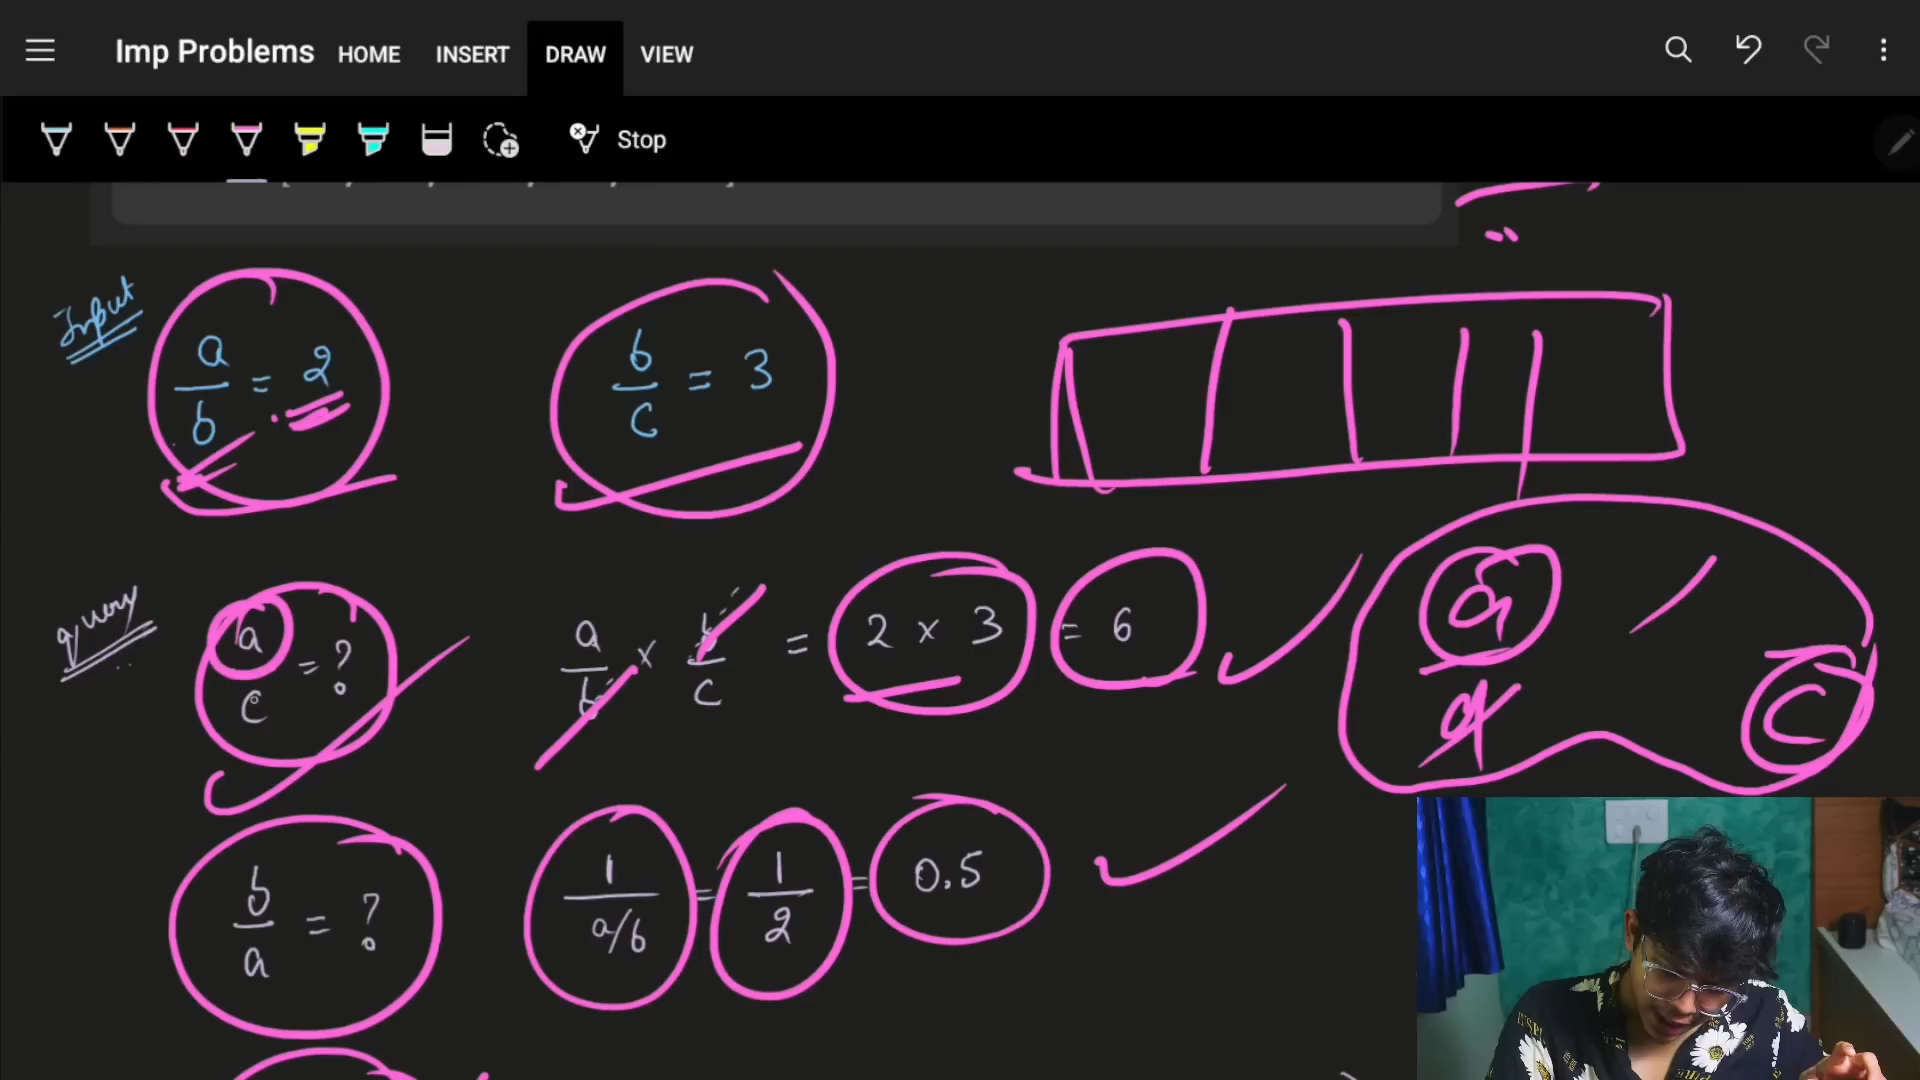 Imp Problems HOME INSERT DRAW VIEW
Stop
Input
a/b = 2
b/c = 3
query
a/c = ?
a/b × b/c = 2 × 3 = 6
a
a
c
b/a = ?
1/a/b = 1/2 = 0.5